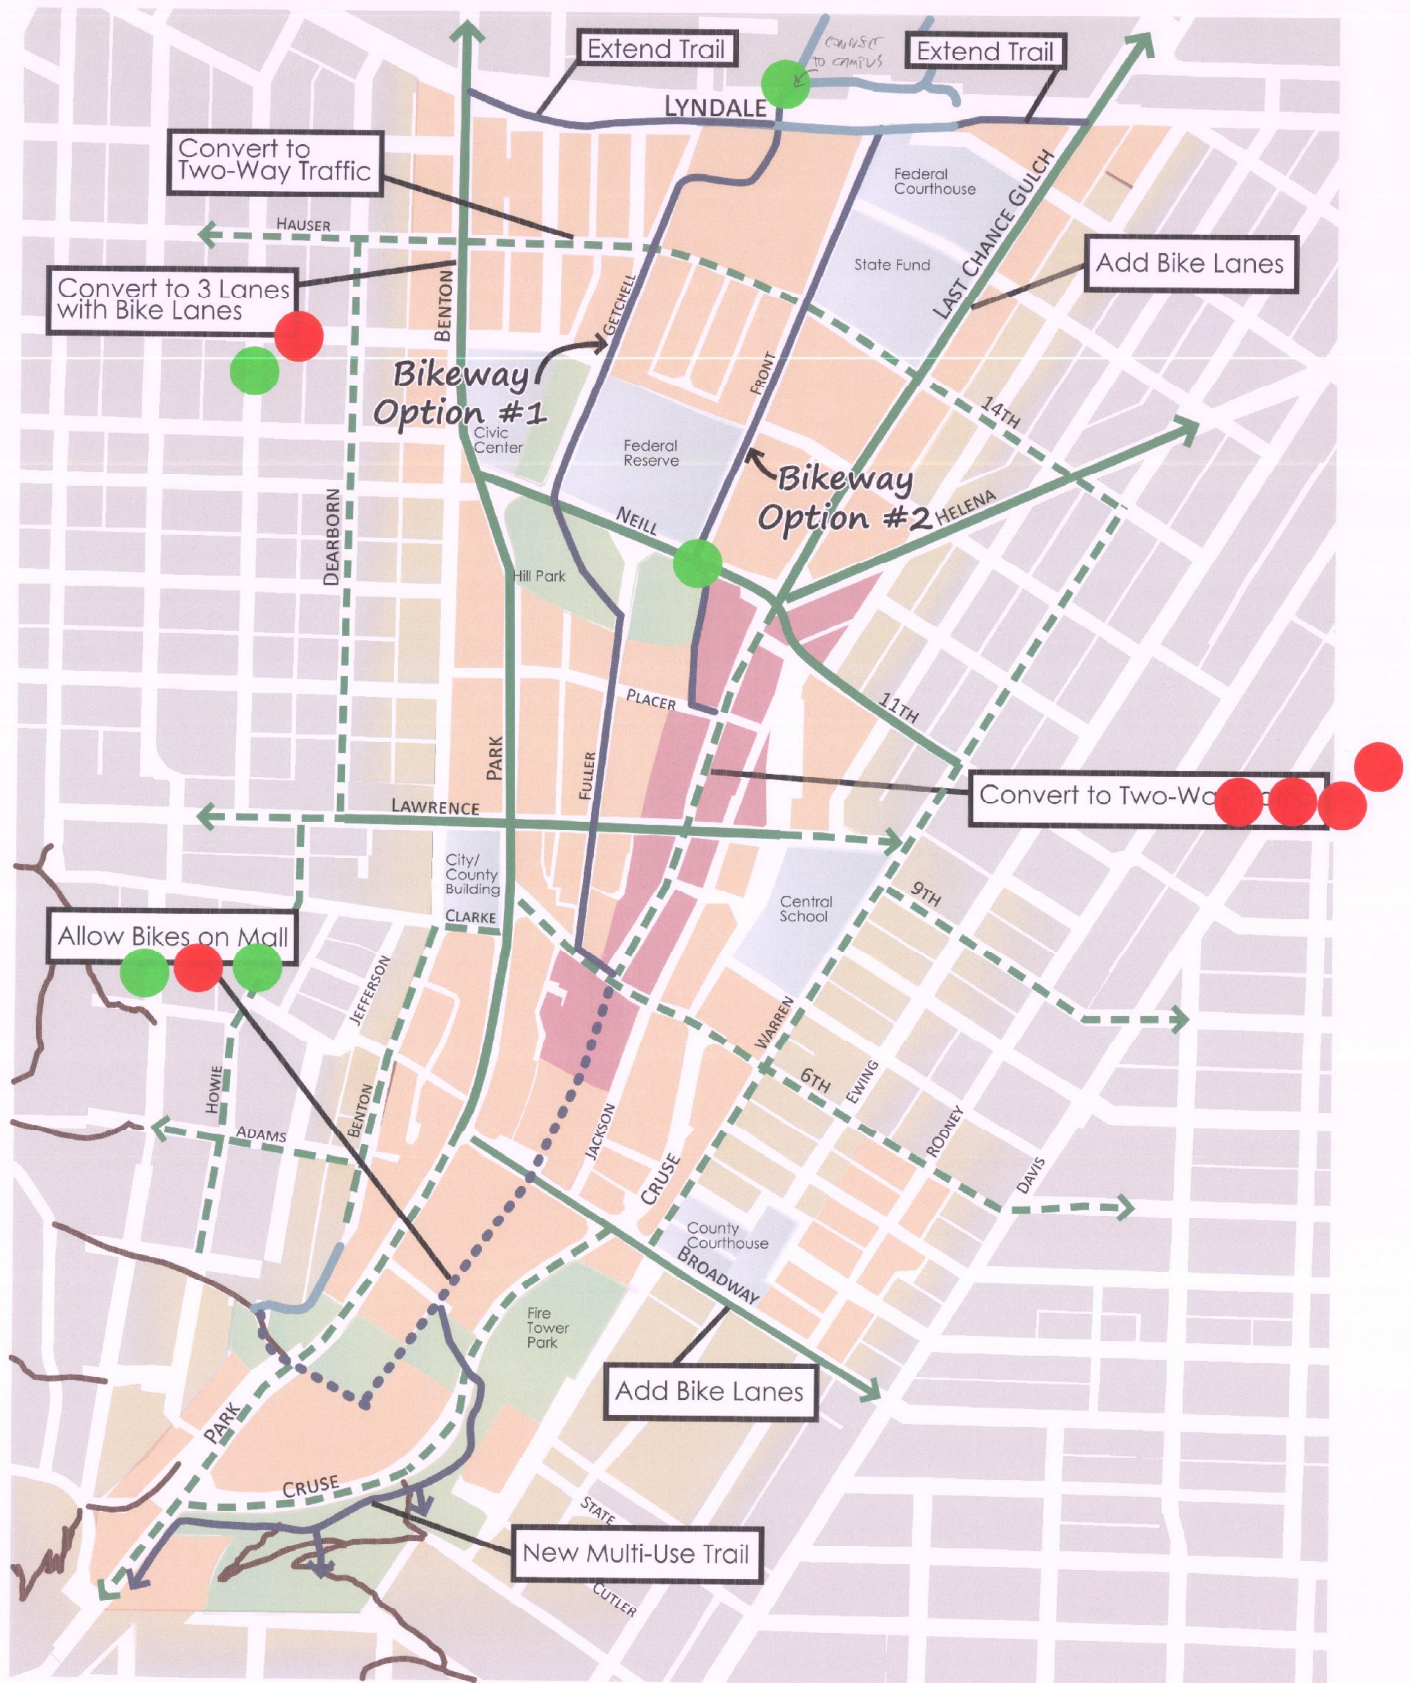 Extend Trail
CONNECT
TO CAMPUS
Extend Trail
LYNDALE
Convert to
Two-Way Traffic
Federal
Courthouse
LAST CHANCE GULCH
HAUSER
State Fund
Add Bike Lanes
Convert to 3 Lanes
with Bike Lanes
BENTON
GETCHELL
FRONT
Bikeway
Option #1
14TH
Civic
Center
Federal
Reserve
Bikeway
Option #2
HELENA
NEILL
DEARBORN
Hill Park
PLACER
11TH
PARK
FULLER
Convert to Two-Wa
LAWRENCE
City/
County
Building
CLARKE
Central
School
9TH
Allow Bikes on Mall
JEFFERSON
WARREN
HOWIE
BENTON
ADAMS
6TH
EWING
JACKSON
RODNEY
CRUSE
DAVIS
County
Courthouse
BROADWAY
Fire
Tower
Park
Add Bike Lanes
PARK
CRUSE
STATE
New Multi-Use Trail
CUTLER